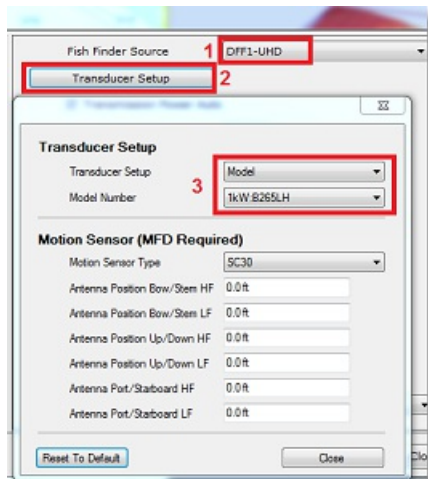 Fish Finder Source 1 DFF1-UHD
Transducer Setup 2
Transducer Setup
Transducer Setup Model
Model Number 3 1kW:B265LH
Motion Sensor (MFD Required)
Motion Sensor Type SC30
Antenna Position Bow/Stern HF 0.0ft
Antenna Position Bow/Stern LF 0.0ft
Antenna Position Up/Down HF 0.0ft
Antenna Position Up/Down LF 0.0ft
Antenna Port/Starboard HF 0.0ft
Antenna Port/Starboard LF 0.0ft
Reset To Default Close
Clo